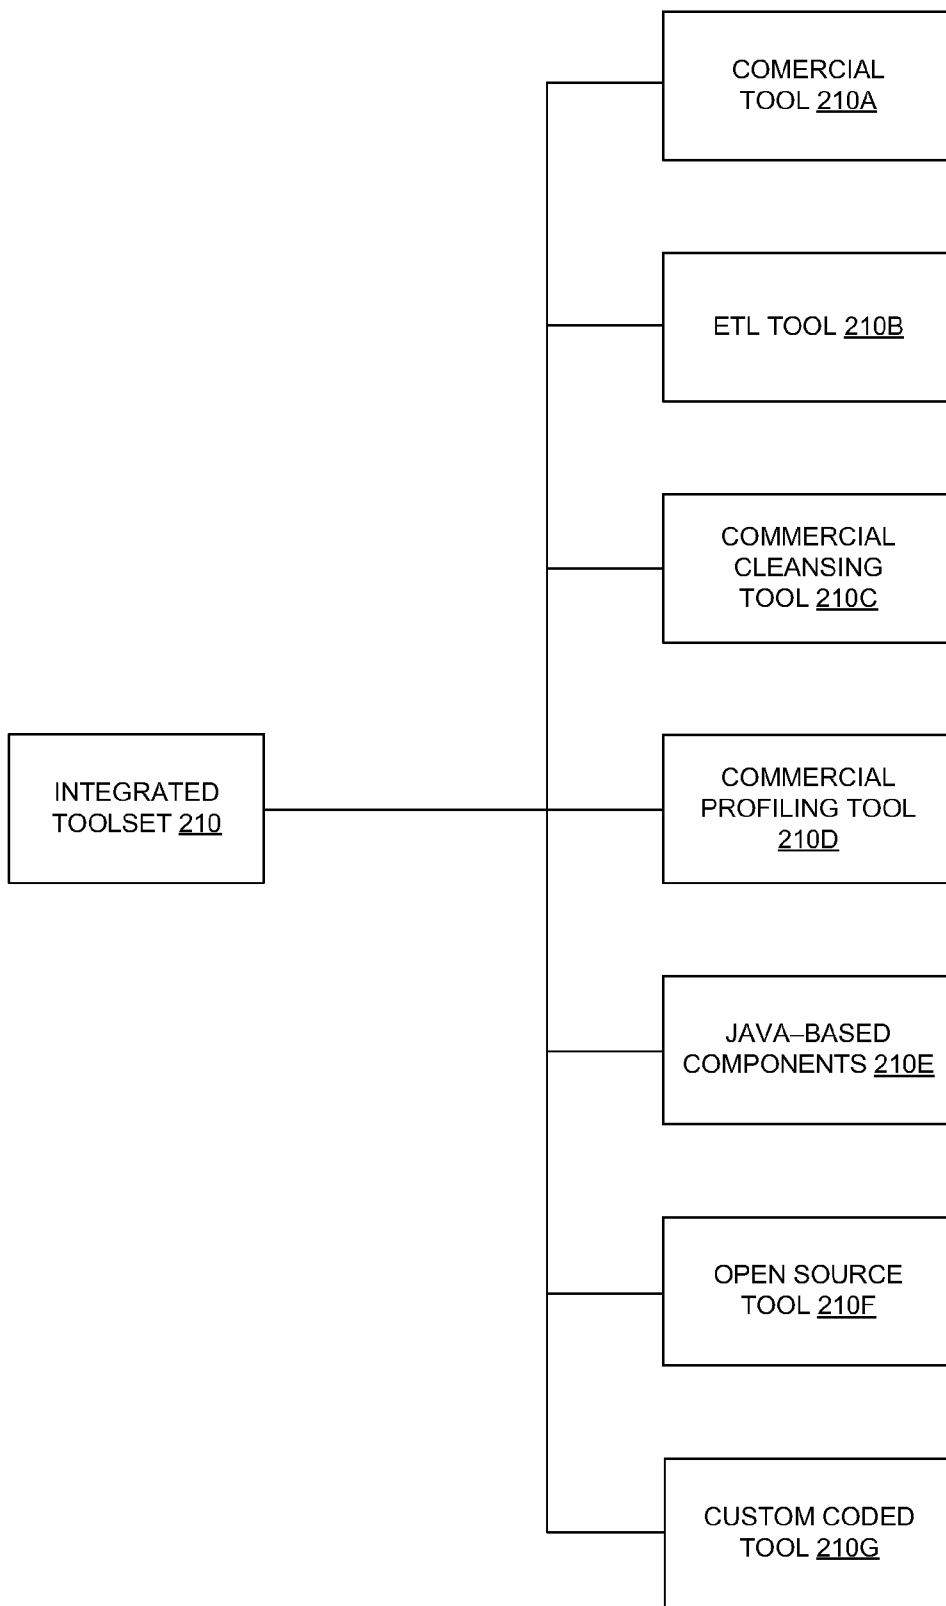 COMERCIAL
TOOL 210A
ETL TOOL 210B
COMMERCIAL
CLEANSING
TOOL 210C
INTEGRATED
TOOLSET 210
COMMERCIAL
PROFILING TOOL
210D
JAVA–BASED
COMPONENTS 210E
OPEN SOURCE
TOOL 210F
CUSTOM CODED
TOOL 210G